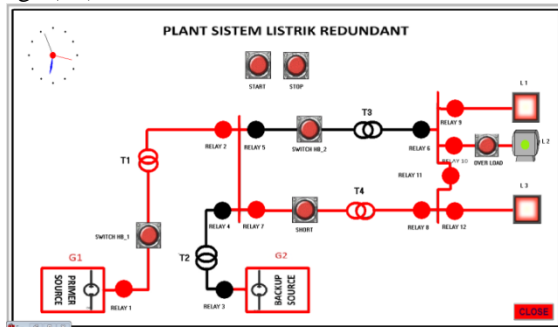 PLANT SISTEM LISTRIK REDUNDANT
START
STOP
L 1
T3
RELAY 9
T1
RELAY 2
RELAY 5
SWITCH HB_2
RELAY 6
L 2
RELAY 10
OVER LOAD
RELAY 11
T4
L 3
SWITCH HB_1
RELAY 4
RELAY 7
SHORT
RELAY 8
RELAY 12
T2
G1
G2
PRIMER
SOURCE
RELAY 1
RELAY 3
BACKUP
SOURCE
CLOSE